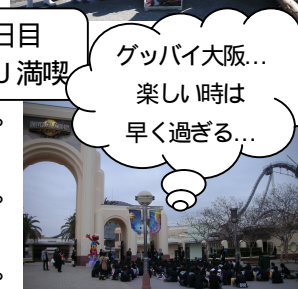 日目
リ満喫
グッバイ大阪…
楽しい時は
早く過ぎる…
。
。
。